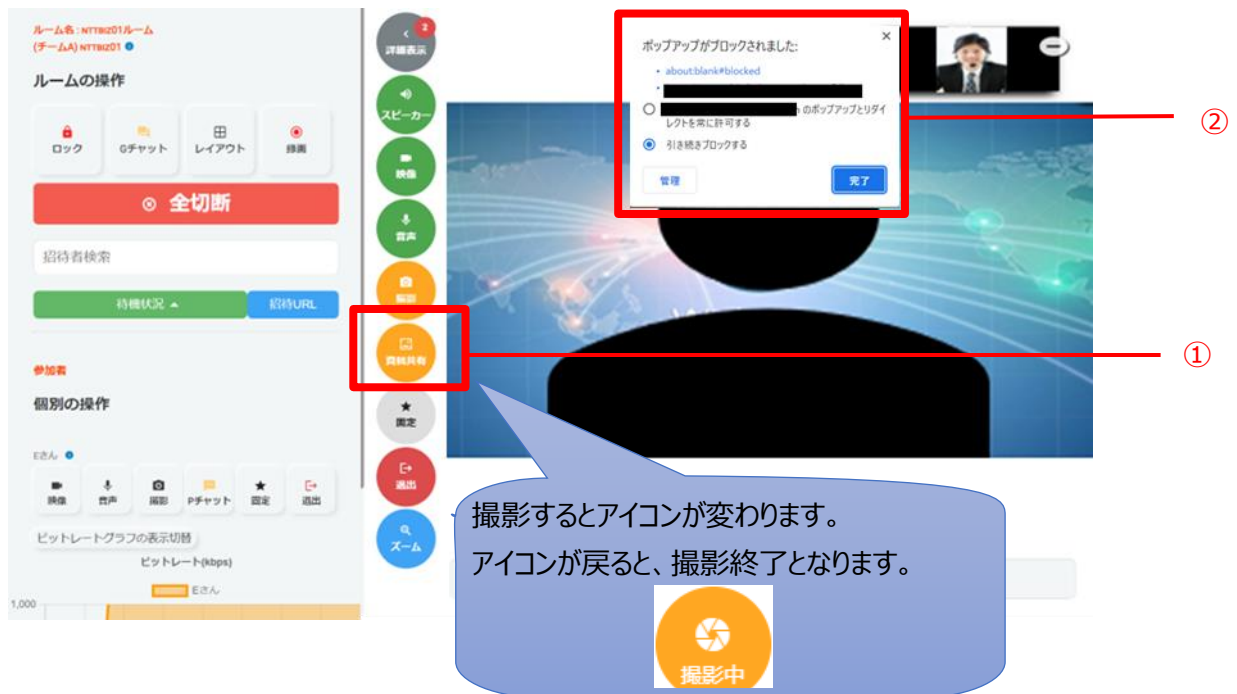 ルーム名 : NTTBIZ01ルーム
(チームA) NTTBIZ01
ルームの操作
ロック
Gチャット
レイアウト
録画
全切断
招待者検索
待機状況
招待URL
参加者
個別の操作
Eさん
映像
音声
撮影
Pチャット
固定
退出
ビットレートグラフの表示切替
ビットレート(kbps)
Eさん
1,000
2
詳細表示
スピーカー
映像
音声
撮影
資料共有
固定
退出
ズーム
ポップアップがブロックされました:
• about:blank#blocked
のポップアップとリダイ
レクトを常に許可する
引き続きブロックする
管理
完了
②
①
撮影するとアイコンが変わります。
アイコンが戻ると、撮影終了となります。
撮影中